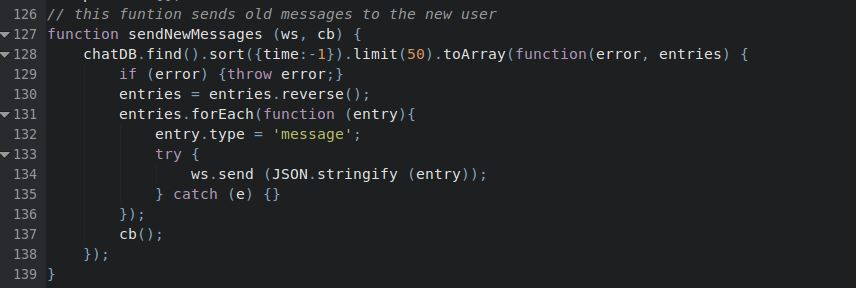 126 // this funtion sends old messages to the new user
127 function sendNewMessages (ws, cb) {
128     chatDB.find().sort({time:-1}).limit(50).toArray(function(error, entries) {
129         if (error) {throw error;}
130         entries = entries.reverse();
131         entries.forEach(function (entry){
132             entry.type = 'message';
133             try {
134                 ws.send (JSON.stringify (entry));
135             } catch (e) {}
136         });
137         cb();
138     });
139 }